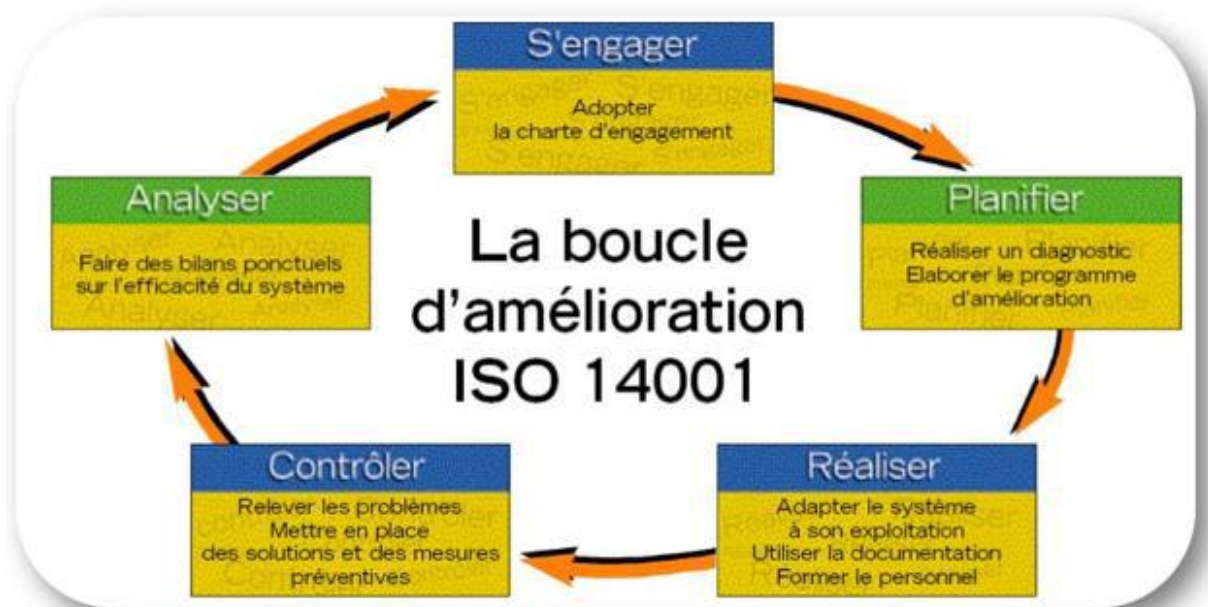 S'engager
Adopter
la charte d'engagement
Planifier
Réaliser un diagnostic
Elaborer le programme
d'amélioration
Réaliser
Adapter le système
à son exploitation
Utiliser la documentation
Former le personnel
Contrôler
Relever les problèmes
Mettre en place
des solutions et des mesures
préventives
Analyser
Faire des bilans ponctuels
sur l'efficacité du système
La boucle
d'amélioration
ISO 14001